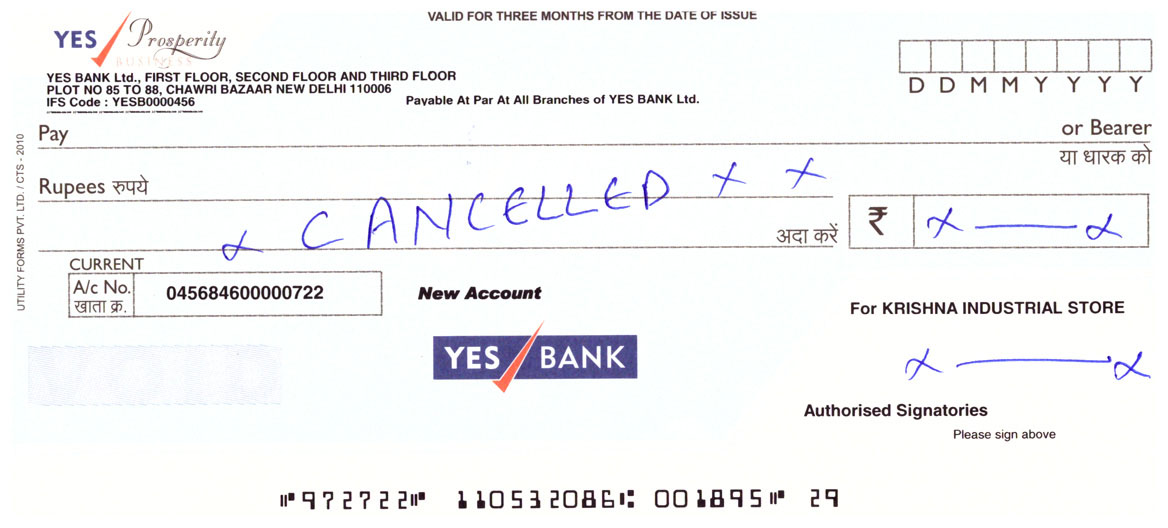 VALID FOR THREE MONTHS FROM THE DATE OF ISSUE
YES Prosperity
BUSINESS
YES BANK Ltd., FIRST FLOOR, SECOND FLOOR AND THIRD FLOOR
PLOT NO 85 TO 88, CHAWRI BAZAAR NEW DELHI 110006
IFS Code : YESB0000456
Payable At Par At All Branches of YES BANK Ltd.
D D M M Y Y Y Y
Pay
or Bearer
या धारक को
Rupees रुपये
x CANCELLED x x
अदा करें
₹
x — x
UTILITY FORMS PVT. LTD. / CTS - 2010
CURRENT
A/c No.
खाता क्र.
045684600000722
New Account
For KRISHNA INDUSTRIAL STORE
YES BANK
x — x
Authorised Signatories
Please sign above
⑈972722⑈ 110532086⑆ 001895⑈ 29